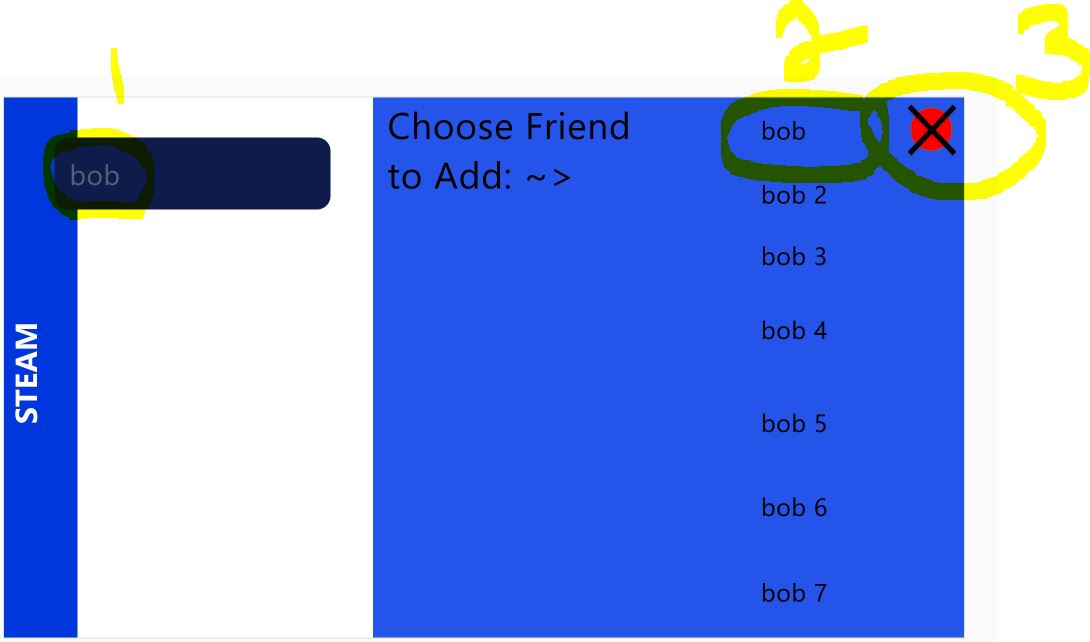 1
2
3
bob
STEAM
Choose Friend
to Add: ~>
bob
bob 2
bob 3
bob 4
bob 5
bob 6
bob 7